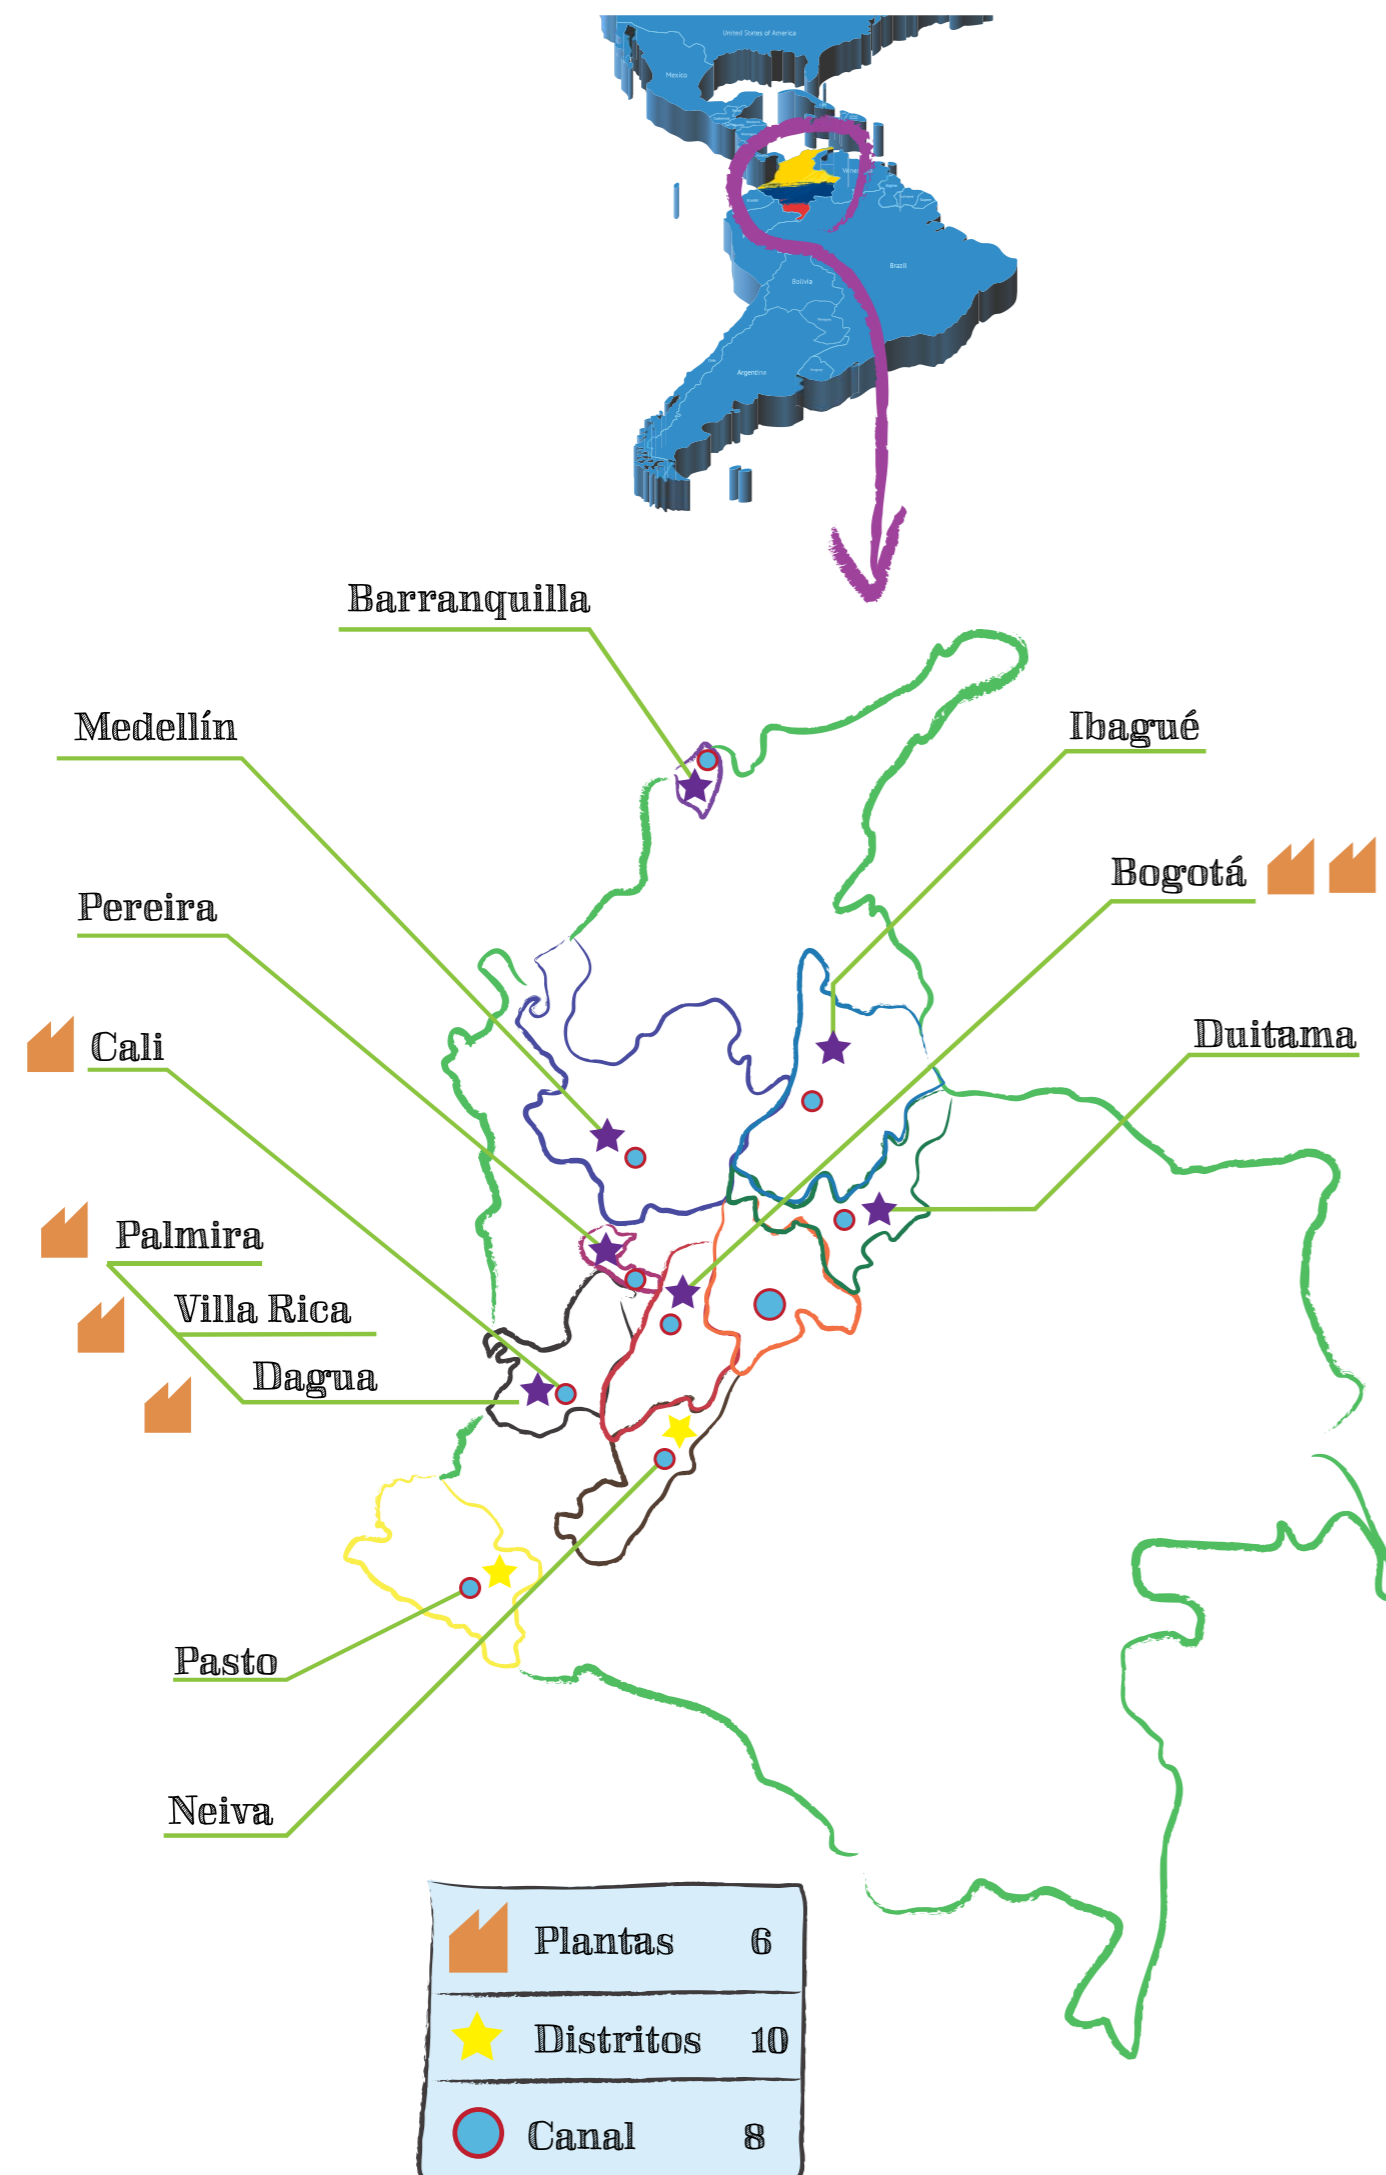 United States of America
Mexico
Brazil
Bolivia
Argentina
Barranquilla
Medellín
Ibagué
Bogotá
Pereira
Cali
Duitama
Palmira
Villa Rica
Dagua
Pasto
Neiva
Plantas 6
Distritos 10
Canal 8